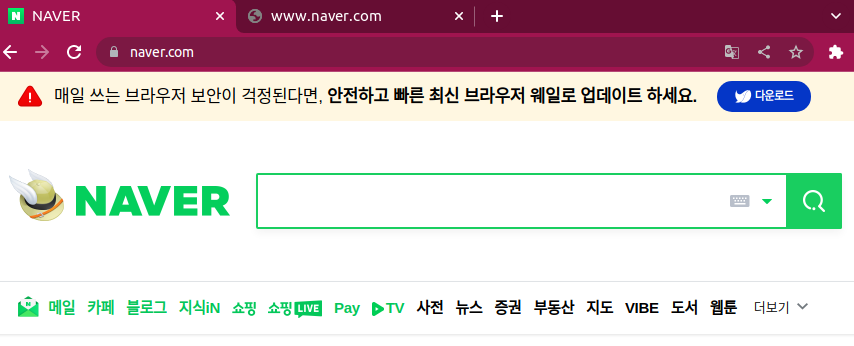 NAVER www.naver.com
naver.com
매일 쓰는 브라우저 보안이 걱정된다면, 안전하고 빠른 최신 브라우저 웨일로 업데이트 하세요. 다운로드
NAVER
메일 카페 블로그 지식iN 쇼핑 쇼핑LIVE Pay TV 사전 뉴스 증권 부동산 지도 VIBE 도서 웹툰 더보기